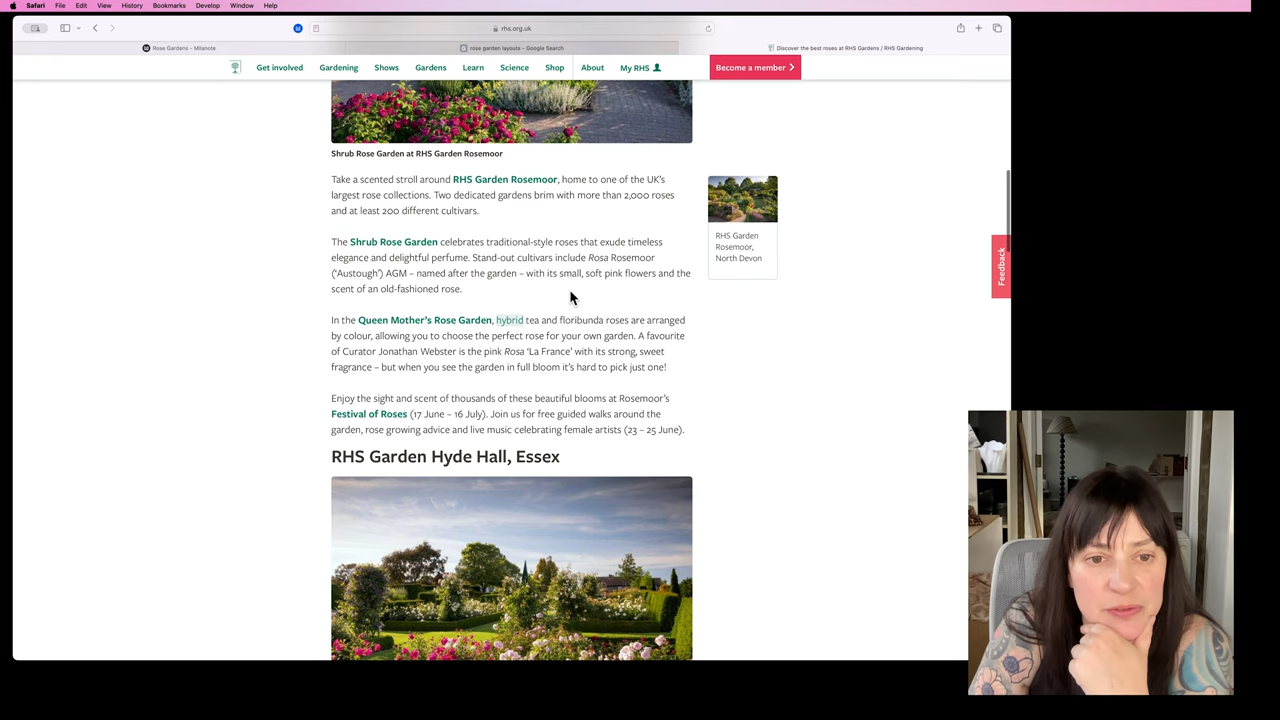 Safari File Edit View History Bookmarks Develop Window Help
rhs.org.uk
Rose Gardens - Milanote
rose garden layouts - Google Search
Discover the best roses at RHS Gardens / RHS Gardening
Get involved Gardening Shows Gardens Learn Science Shop About My RHS Become a member
Shrub Rose Garden at RHS Garden Rosemoor
Take a scented stroll around RHS Garden Rosemoor, home to one of the UK's
largest rose collections. Two dedicated gardens brim with more than 2,000 roses
and at least 200 different cultivars.
RHS Garden
Rosemoor,
North Devon
The Shrub Rose Garden celebrates traditional-style roses that exude timeless
elegance and delightful perfume. Stand-out cultivars include Rosa Rosemoor
('Austough') AGM – named after the garden – with its small, soft pink flowers and the
scent of an old-fashioned rose.
Feedback
In the Queen Mother's Rose Garden, hybrid tea and floribunda roses are arranged
by colour, allowing you to choose the perfect rose for your own garden. A favourite
of Curator Jonathan Webster is the pink Rosa 'La France' with its strong, sweet
fragrance – but when you see the garden in full bloom it's hard to pick just one!
Enjoy the sight and scent of thousands of these beautiful blooms at Rosemoor's
Festival of Roses (17 June – 16 July). Join us for free guided walks around the
garden, rose growing advice and live music celebrating female artists (23 – 25 June).
RHS Garden Hyde Hall, Essex